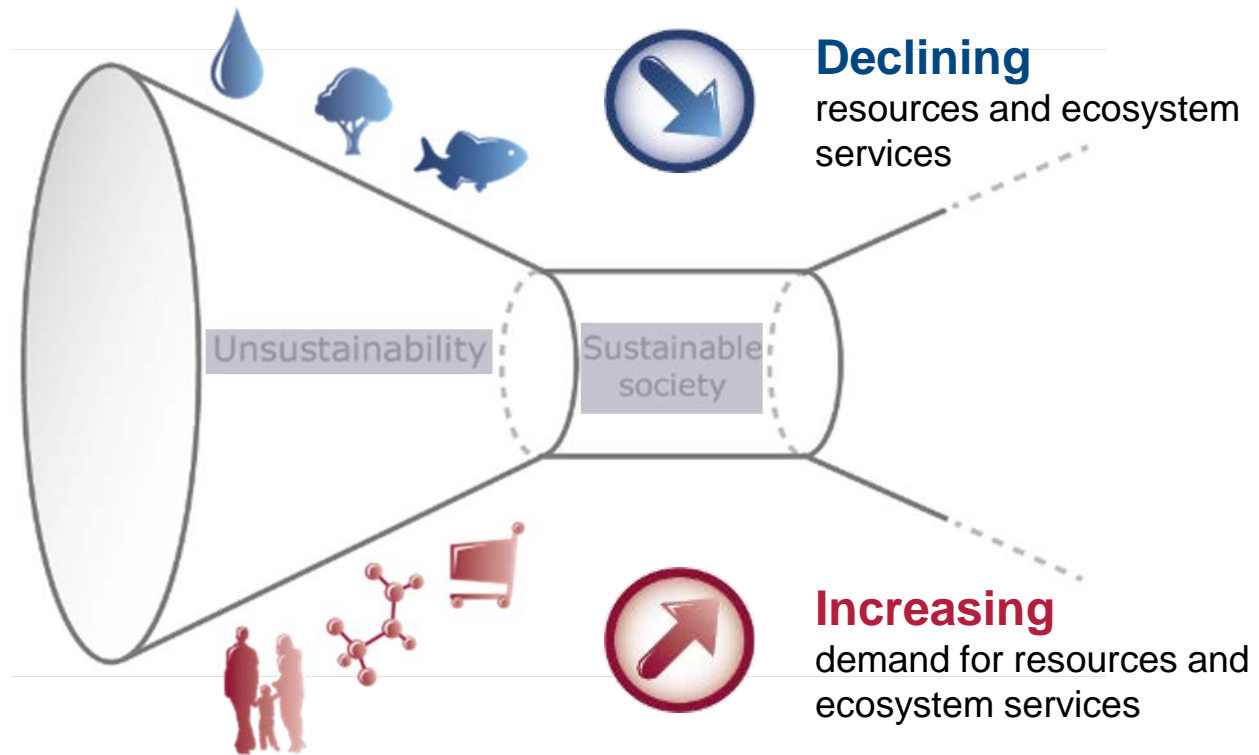 Declining
resources and ecosystem
services
Unsustainability
Sustainable
society
Increasing
demand for resources and
ecosystem services